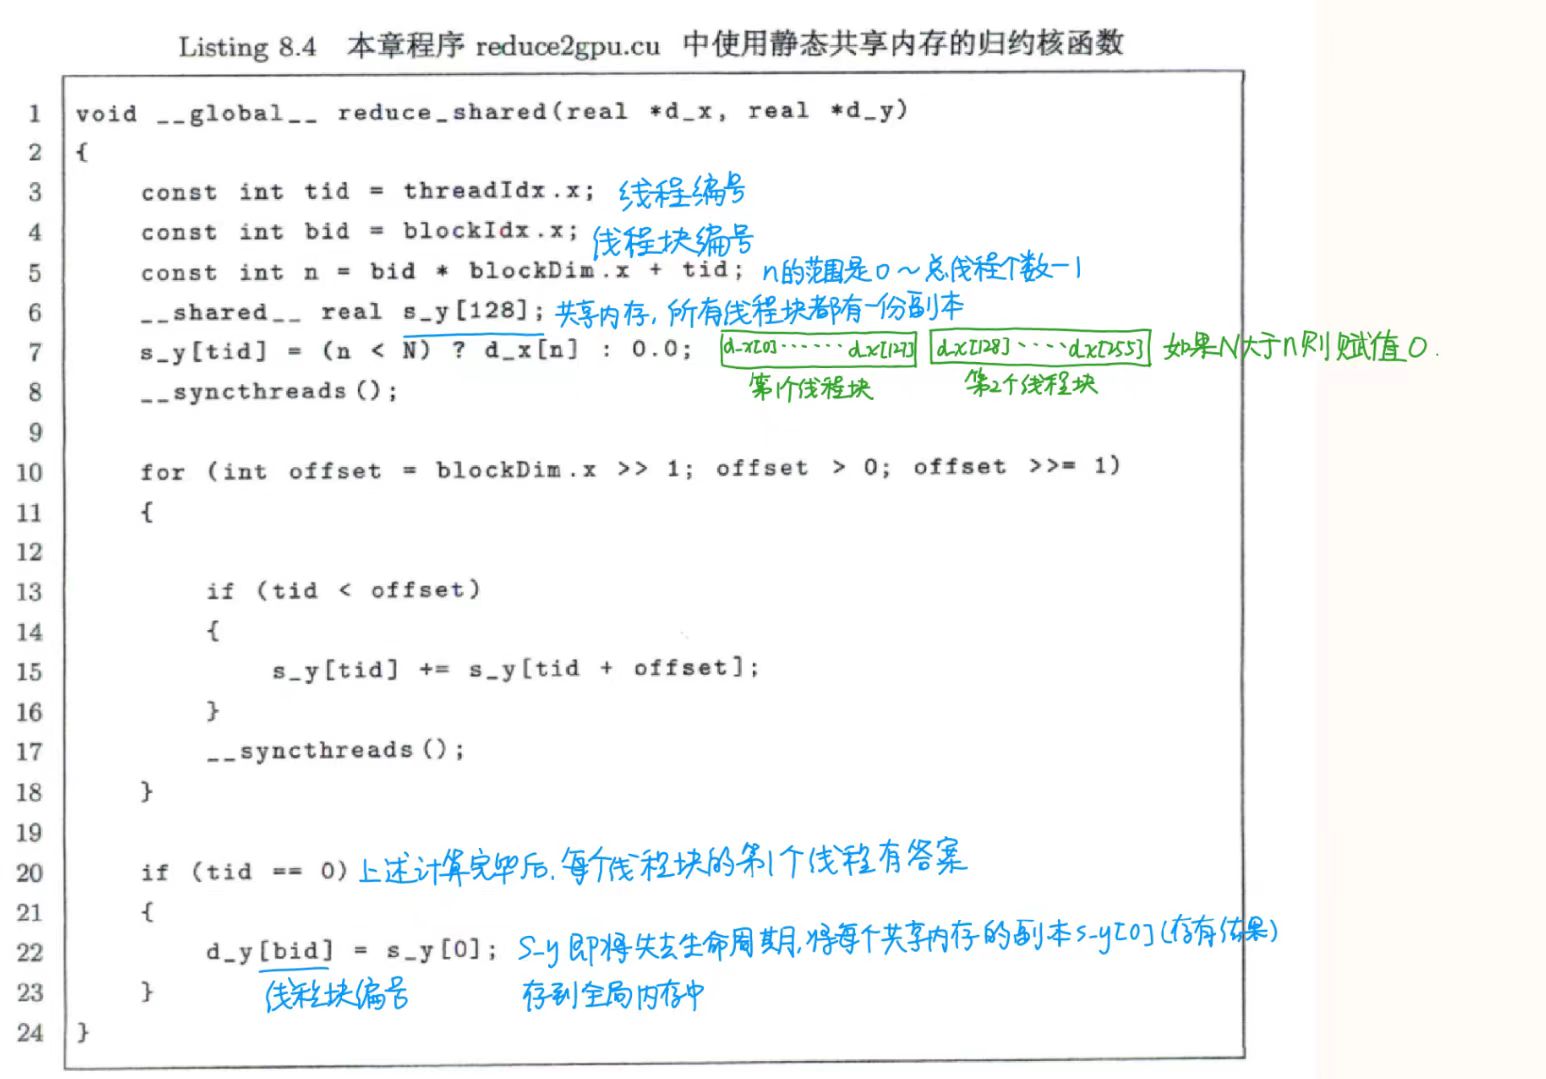 Listing 8.4 本章程序 reduce2gpu.cu 中使用静态共享内存的归约核函数
1 void __global__ reduce_shared(real *d_x, real *d_y)
2 {
3 const int tid = threadIdx.x; 线程编号
4 const int bid = blockIdx.x; 线程块编号
5 const int n = bid * blockDim.x + tid; n的范围是0～总线程个数-1
6 __shared__ real s_y[128]; 共享内存,所有线程块都有一份副本
7 s_y[tid] = (n < N) ? d_x[n] : 0.0; d_x[0]······d_x[127] d_x[128]····d_x[255] 如果N大于n则赋值0.
第1个线程块 第2个线程块
8 __syncthreads();
9
10 for (int offset = blockDim.x >> 1; offset > 0; offset >>= 1)
11 {
12
13 if (tid < offset)
14 {
15 s_y[tid] += s_y[tid + offset];
16 }
17 __syncthreads();
18 }
19
20 if (tid == 0) 上述计算完毕后,每个线程块的第1个线程有答案
21 {
22 d_y[bid] = s_y[0]; s_y即将失去生命周期,将每个共享内存的副本s_y[0](存有结果)
23 } 线程块编号 存到全局内存中
24 }